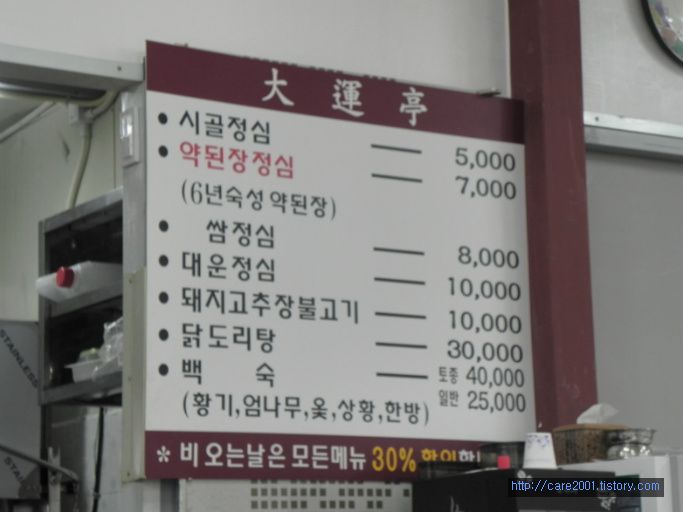 大運亭
• 시골정심 — 5,000
• 약된장정심 — 7,000
(6년숙성 약된장)
• 쌈정심 — 8,000
• 대운정심 — 10,000
• 돼지고추장불고기 — 10,000
• 닭도리탕 — 30,000
• 백 숙 — 토종 40,000
일반 25,000
(황기,엄나무,옻,상황,한방)
* 비오는날은 모든메뉴 30% 할인
STAINLESS
STAIN
http://care2001.tistory.com